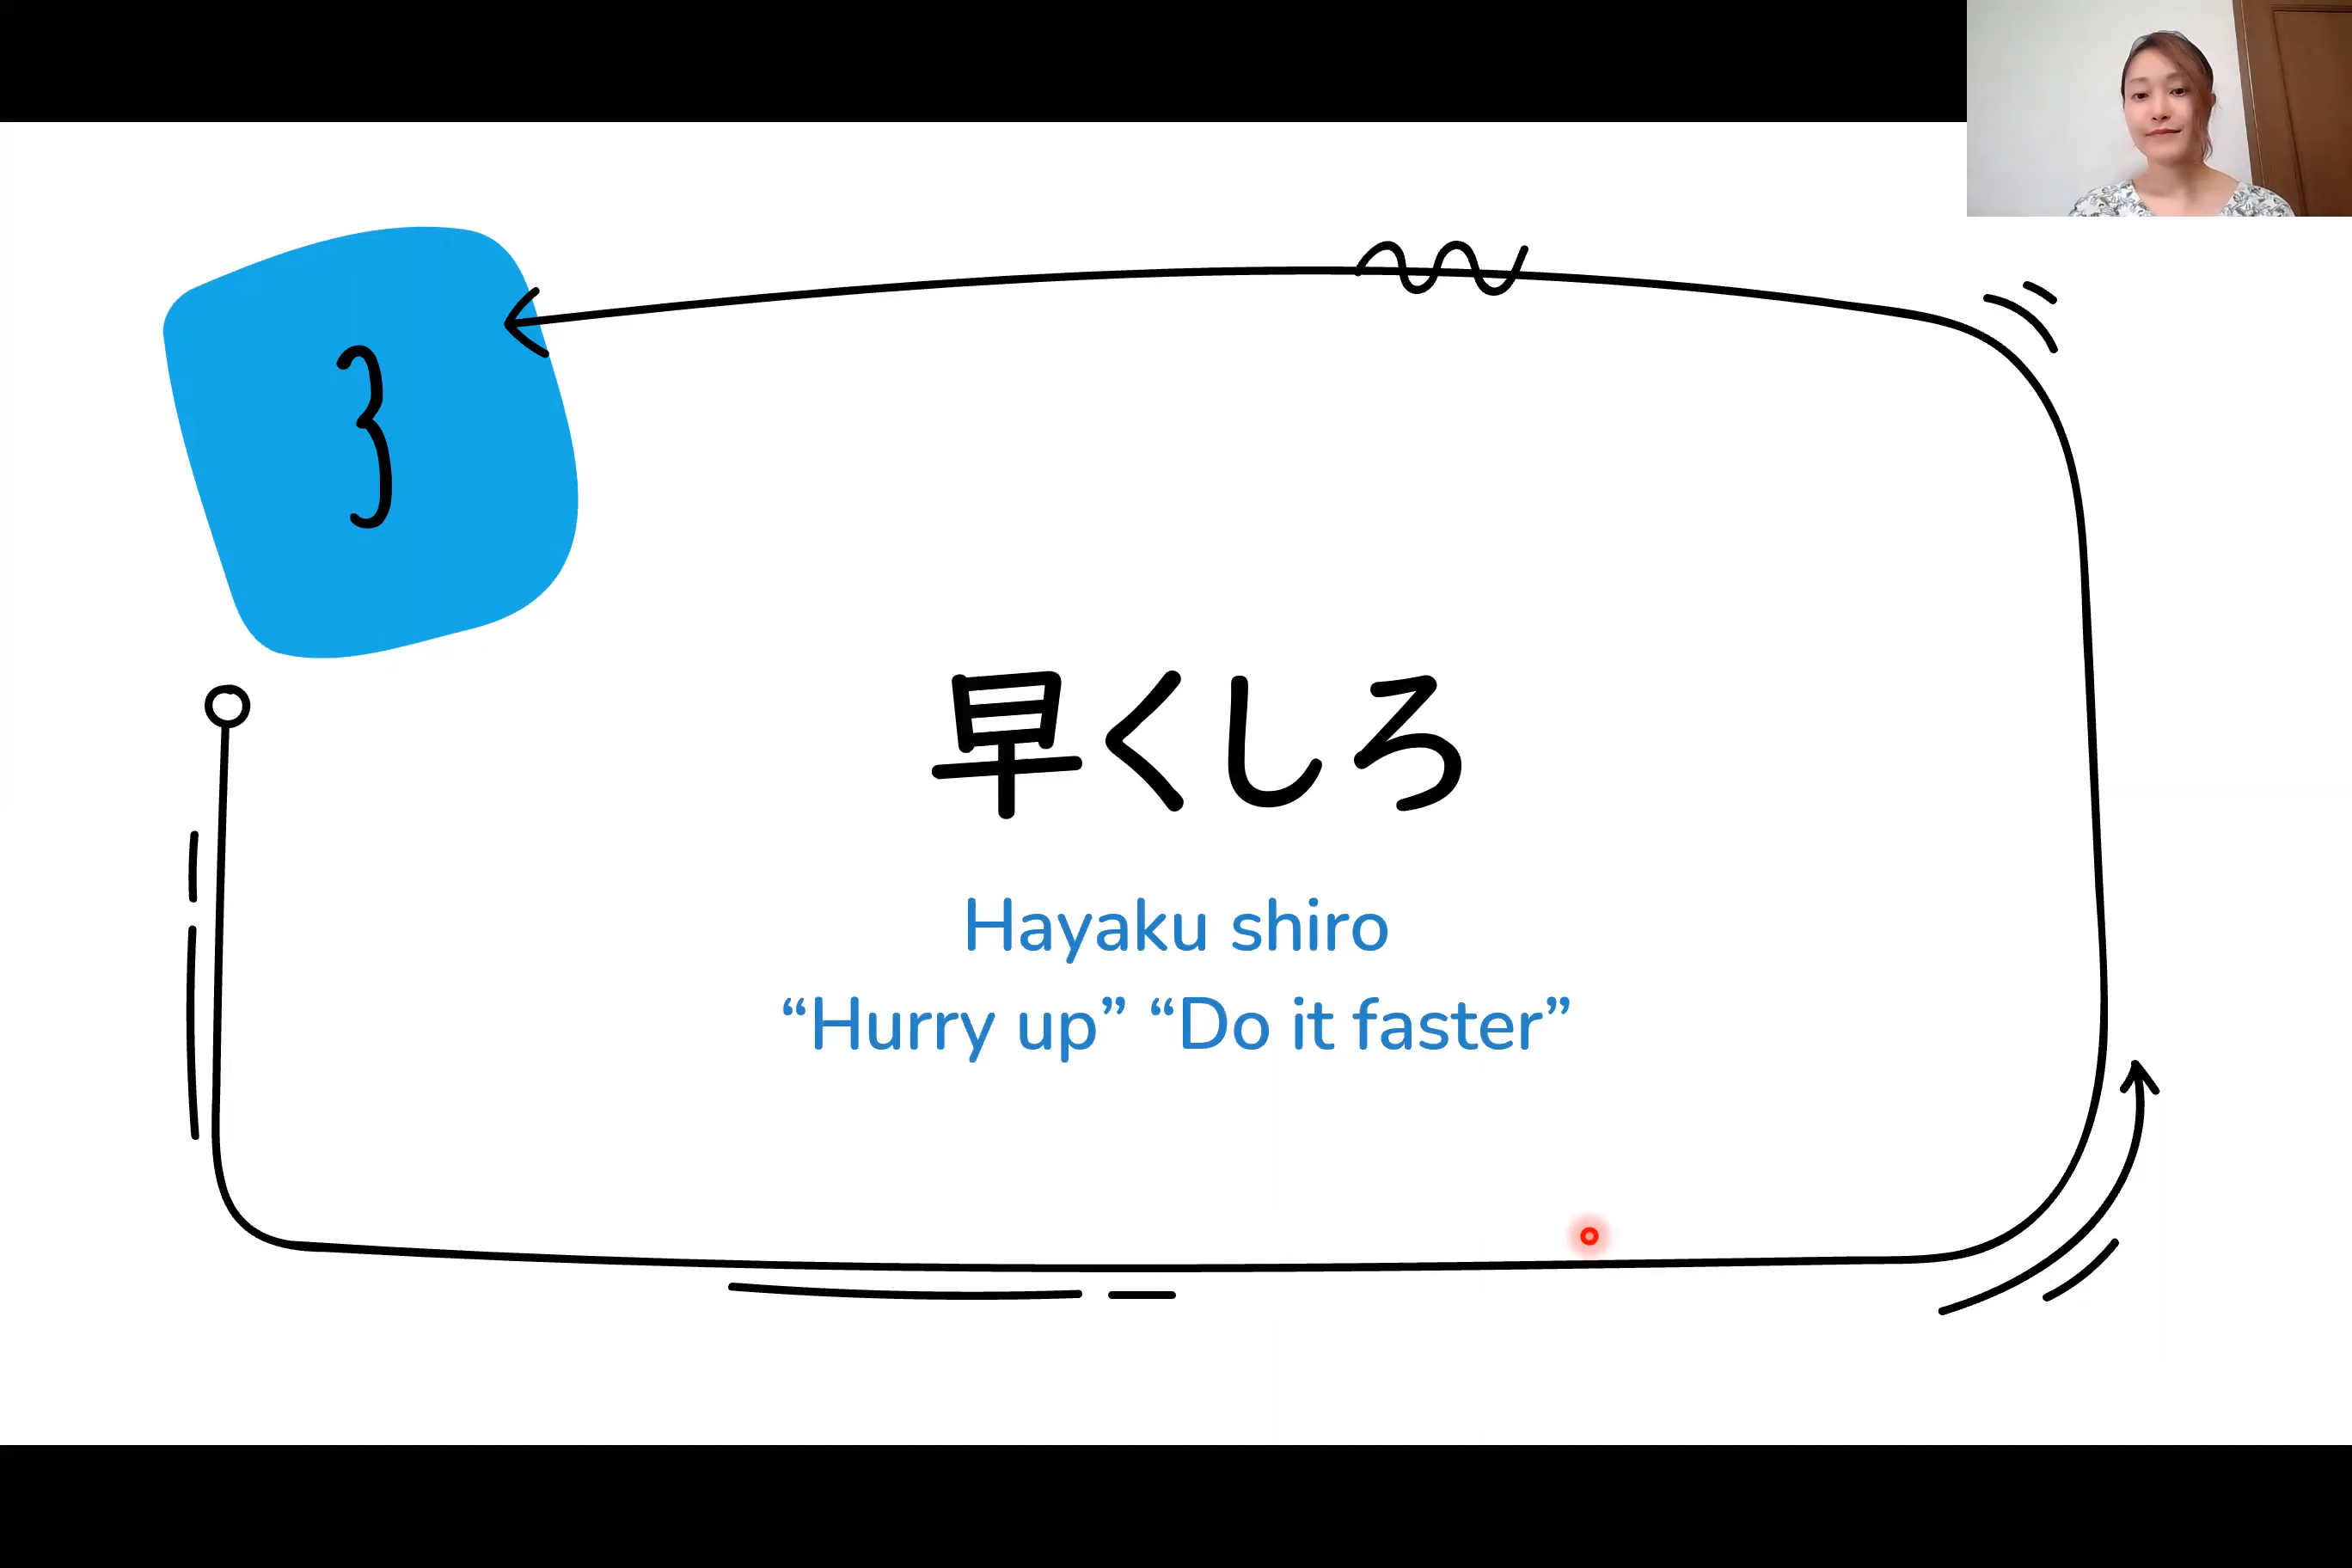 3
早くしろ
Hayaku shiro
“Hurry up” “Do it faster”